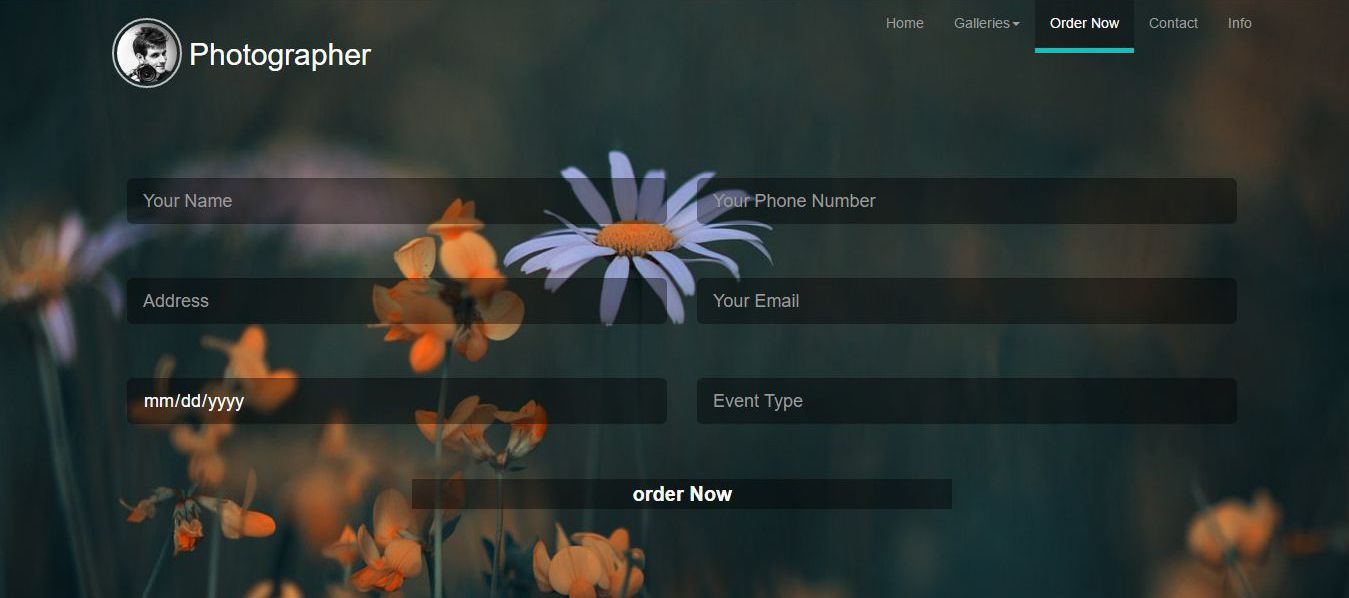 Home Galleries Order Now Contact Info
Photographer
Your Name Your Phone Number
Address Your Email
mm/dd/yyyy Event Type
order Now